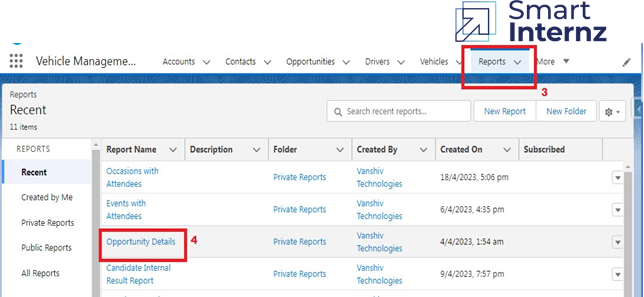 Smart
Internz
Vehicle Manageme...
Accounts
Contacts
Opportunities
Drivers
Vehicles
Reports
More
3
Reports
Recent
11 items
Search recent reports...
New Report
New Folder
REPORTS
Recent
Created by Me
Private Reports
Public Reports
All Reports
Report Name
Description
Folder
Created By
Created On
Subscribed
Occasions with
Attendees
Private Reports
Vanshiv
Technologies
18/4/2023, 5:06 pm
Events with
Attendees
Private Reports
Vanshiv
Technologies
6/4/2023, 4:35 pm
Opportunity Details
4
Private Reports
Vanshiv
Technologies
4/4/2023, 1:54 am
Candidate Internal
Result Report
Private Reports
Vanshiv
Technologies
9/4/2023, 7:57 pm